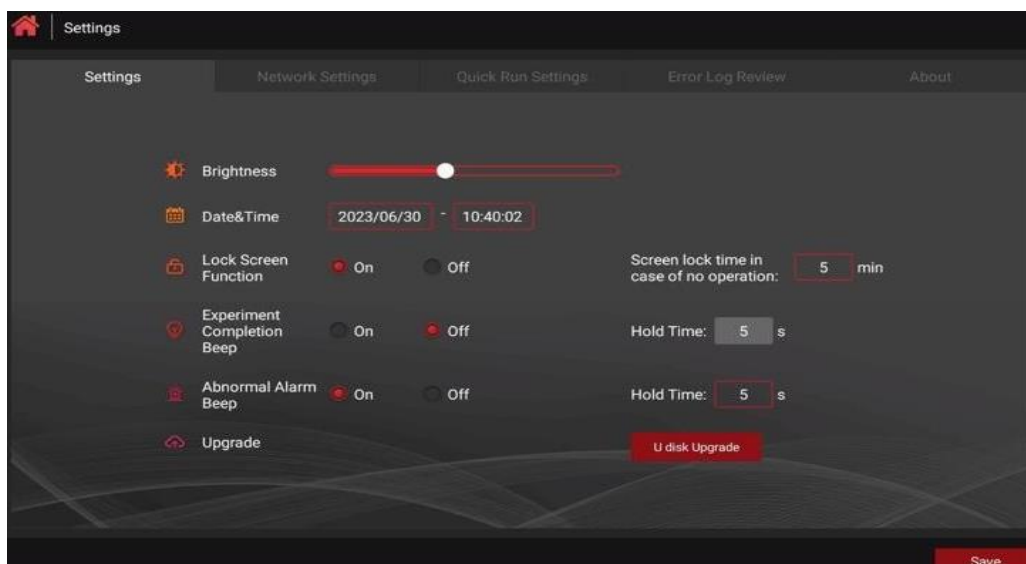 Settings
Settings Network Settings Quick Run Settings Error Log Review About
Brightness
Date&Time 2023/06/30 - 10:40:02
Lock Screen
Function
On Off
Screen lock time in
case of no operation:
5 min
Experiment
Completion
Beep
On Off
Hold Time: 5 s
Abnormal Alarm
Beep
On Off
Hold Time: 5 s
Upgrade
U disk Upgrade
Save